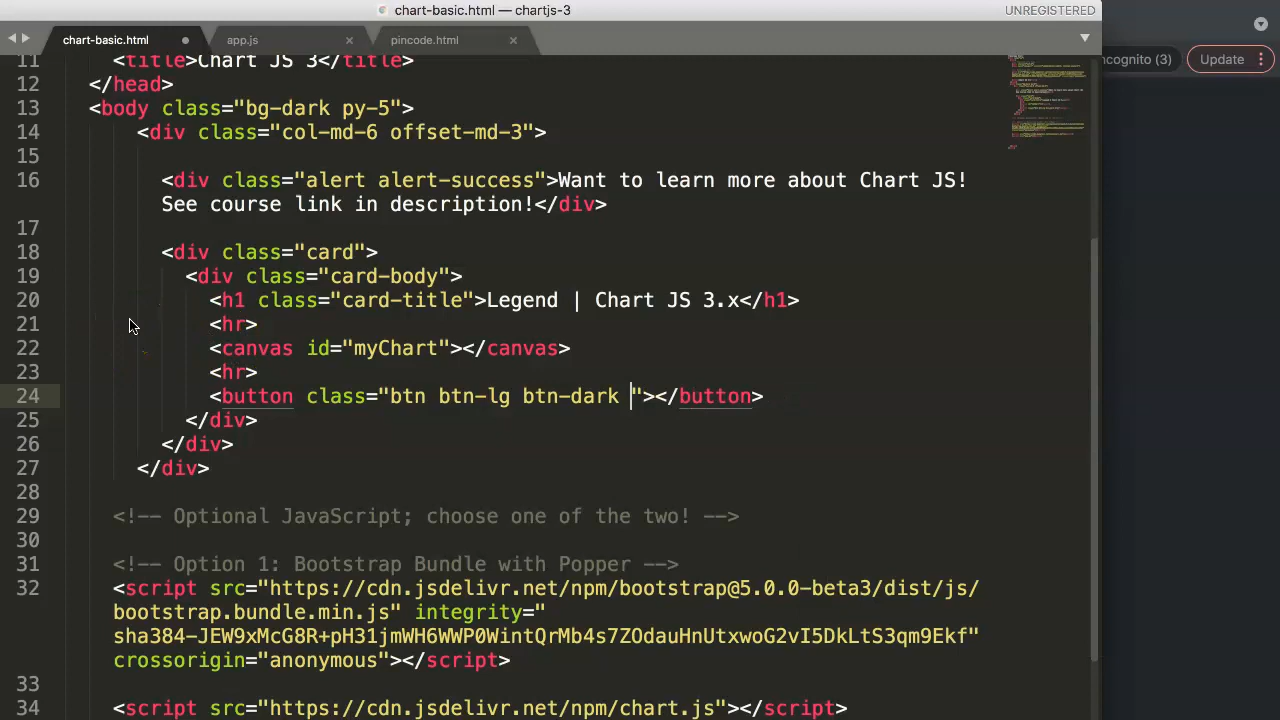 chart-basic.html — chartjs-3
UNREGISTERED
chart-basic.html
app.js
pincode.html
ncognito (3)
Update
11 <title>Chart JS 3</title>
12 </head>
13 <body class="bg-dark py-5">
14 <div class="col-md-6 offset-md-3">
15
16 <div class="alert alert-success">Want to learn more about Chart JS!
See course link in description!</div>
17
18 <div class="card">
19 <div class="card-body">
20 <h1 class="card-title">Legend | Chart JS 3.x</h1>
21 <hr>
22 <canvas id="myChart"></canvas>
23 <hr>
24 <button class="btn btn-lg btn-dark "></button>
25 </div>
26 </div>
27 </div>
28
29 <!-- Optional JavaScript; choose one of the two! -->
30
31 <!-- Option 1: Bootstrap Bundle with Popper -->
32 <script src="https://cdn.jsdelivr.net/npm/bootstrap@5.0.0-beta3/dist/js/
bootstrap.bundle.min.js" integrity="
sha384-JEW9xMcG8R+pH31jmWH6WWP0WintQrMb4s7ZOdauHnUtxwoG2vI5DkLtS3qm9Ekf"
crossorigin="anonymous"></script>
33
34 <script src="https://cdn.jsdelivr.net/npm/chart.js"></script>